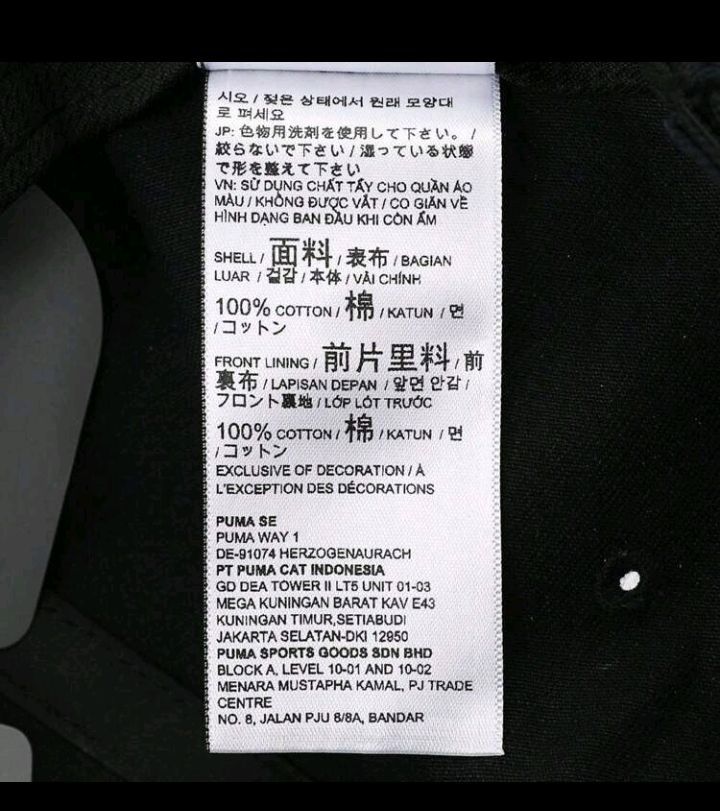 시오 / 젖은 상태에서 원래 모양대
로 펴세요
JP: 色物用洗剤を使用して下さい。 /
絞らないで下さい / 湿っている状態
で形を整えて下さい
VN: SỬ DỤNG CHẤT TẨY CHO QUẦN ÁO
MÀU / KHÔNG ĐƯỢC VẮT / CO GIÃN VỀ
HÌNH DẠNG BAN ĐẦU KHI CÒN ẨM
SHELL / 面料 / 表布 / BAGIAN
LUAR / 겉감 / 本体 / VẢI CHÍNH
100% COTTON / 棉 / KATUN / 면
/ コットン
FRONT LINING / 前片里料 / 前
裏布 / LAPISAN DEPAN / 앞면 안감 /
フロント裏地 / LỚP LÓT TRƯỚC
100% COTTON / 棉 / KATUN / 면
/ コットン
EXCLUSIVE OF DECORATION / À
L'EXCEPTION DES DÉCORATIONS
PUMA SE
PUMA WAY 1
DE-91074 HERZOGENAURACH
PT PUMA CAT INDONESIA
GD DEA TOWER II LT5 UNIT 01-03
MEGA KUNINGAN BARAT KAV E43
KUNINGAN TIMUR,SETIABUDI
JAKARTA SELATAN-DKI 12950
PUMA SPORTS GOODS SDN BHD
BLOCK A, LEVEL 10-01 AND 10-02
MENARA MUSTAPHA KAMAL, PJ TRADE
CENTRE
NO. 8, JALAN PJU 8/8A, BANDAR